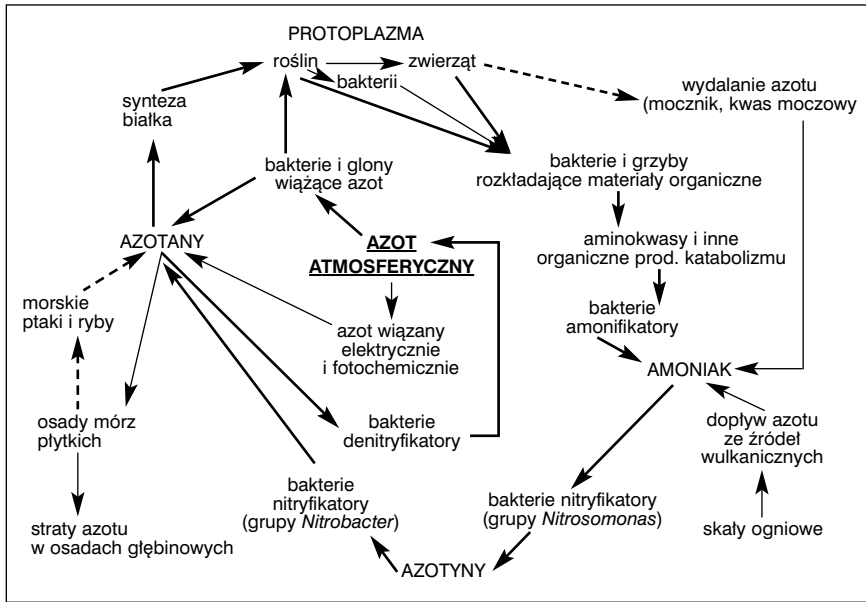 PROTOPLAZMA
roślin
zwierząt
bakterii
wydalanie azotu
(mocznik, kwas moczowy
synteza
białka
bakterie i glony
wiążące azot
bakterie i grzyby
rozkładające materiały organiczne
AZOTANY
AZOT
ATMOSFERYCZNY
aminokwasy i inne
organiczne prod. katabolizmu
morskie
ptaki i ryby
azot wiązany
elektrycznie
i fotochemicznie
bakterie
amonifikatory
AMONIAK
osady mórz
płytkich
bakterie
denitryfikatory
dopływ azotu
ze źródeł
wulkanicznych
bakterie
nitryfikatory
(grupy Nitrobacter)
bakterie nitryfikatory
(grupy Nitrosomonas)
straty azotu
w osadach głębinowych
skały ogniowe
AZOTYNY